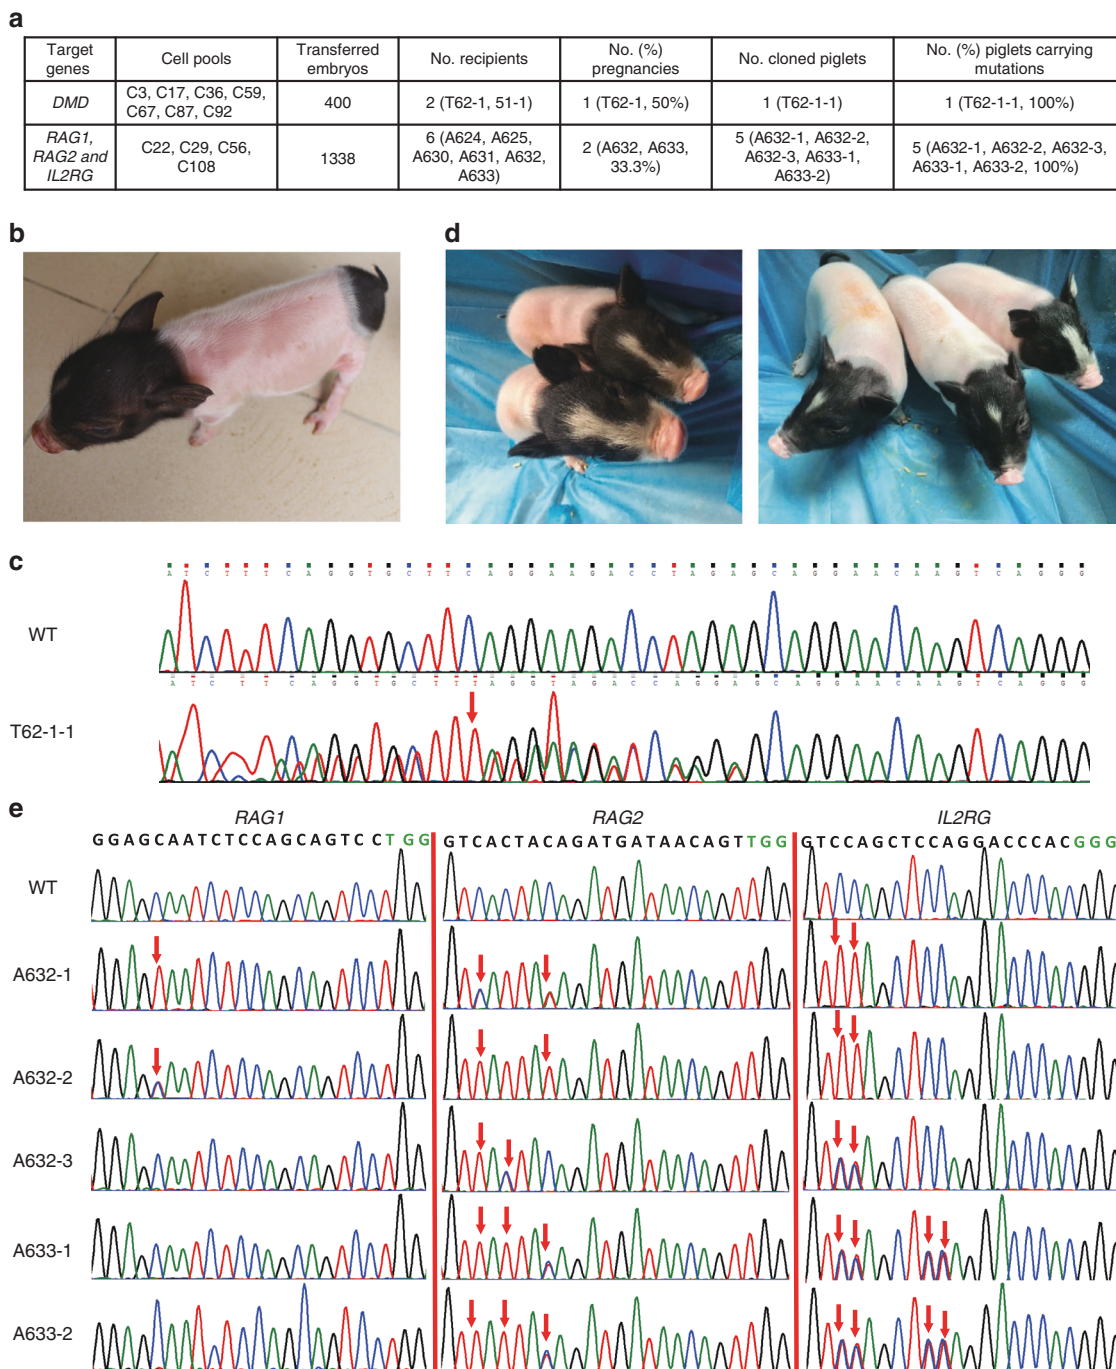 a
Target genes
Cell pools
Transferred embryos
No. recipients
No. (%) pregnancies
No. cloned piglets
No. (%) piglets carrying mutations
DMD
C3, C17, C36, C59,
C67, C87, C92
400
2 (T62-1, 51-1)
1 (T62-1, 50%)
1 (T62-1-1)
1 (T62-1-1, 100%)
RAG1,
RAG2 and
IL2RG
C22, C29, C56,
C108
1338
6 (A624, A625,
A630, A631, A632,
A633)
2 (A632, A633,
33.3%)
5 (A632-1, A632-2,
A632-3, A633-1,
A633-2)
5 (A632-1, A632-2, A632-3,
A633-1, A633-2, 100%)
b
d
c
A T C T T T C A G G T G C T T C A G G A A G A C C T A G A G C A G G A A C A A G T C A G G G
WT
A T C T T C A G G T G C T T T A G G T A G A C C A G G A G C A G G A A C A A G T C A G G G
T62-1-1
e
RAG1 RAG2 IL2RG
GGAGCAATCTCCAGCAGTCCTGG GTCACTACAGATGATAACAGTTGG GTCCAGCTCCAGGACCCACGGG
WT
A632-1
A632-2
A632-3
A633-1
A633-2